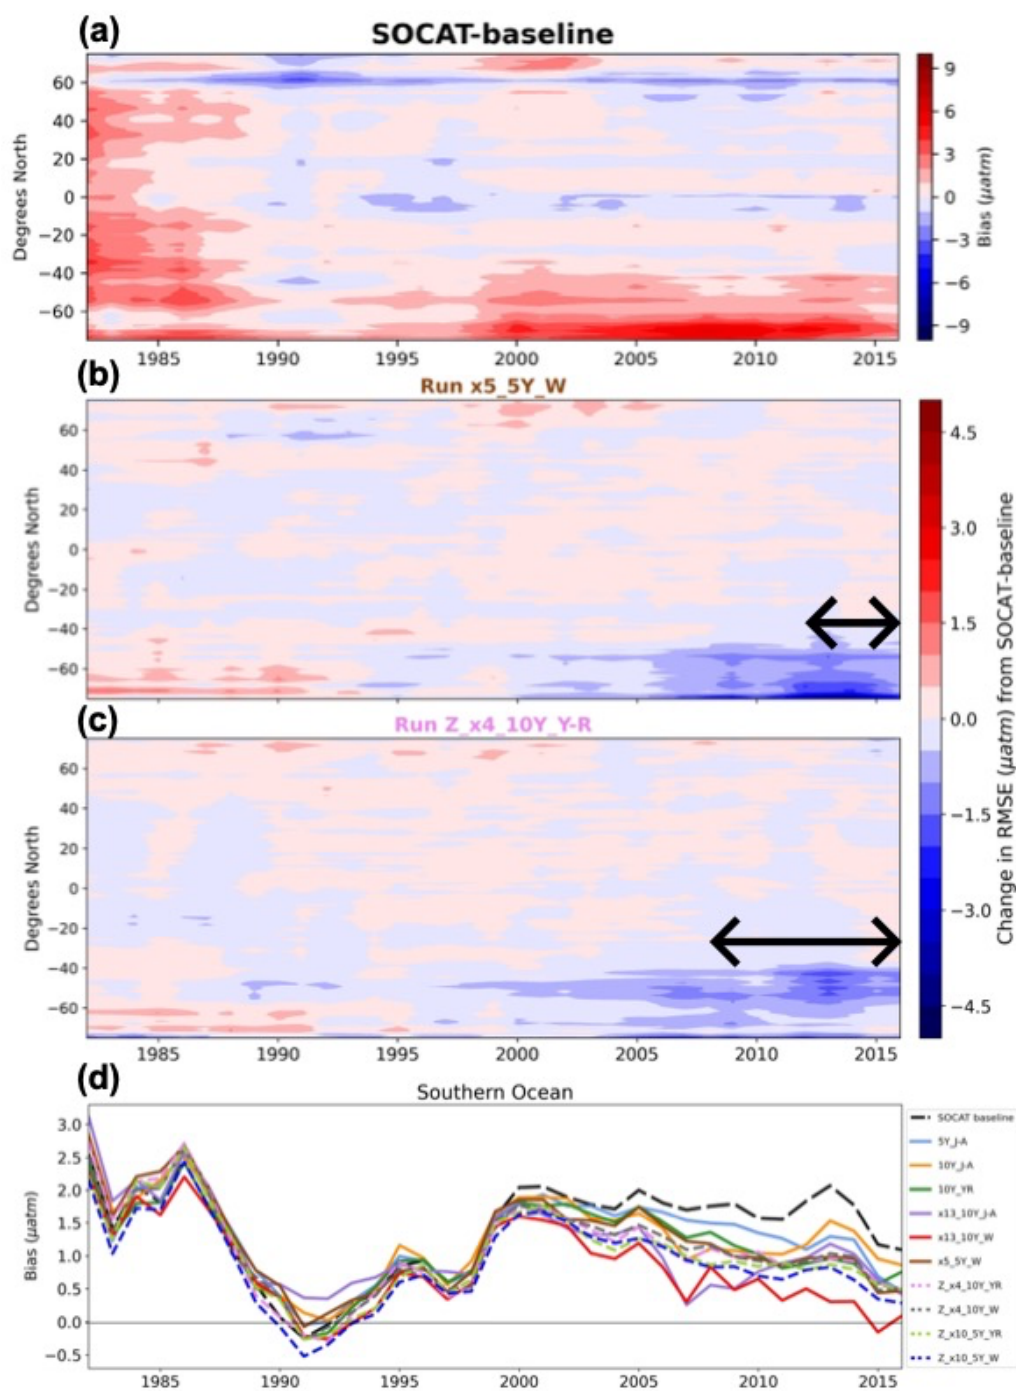 (a)
SOCAT-baseline
Degrees North
60
40
20
0
−20
−40
−60
1985 1990 1995 2000 2005 2010 2015
9
6
3
0
−3
−6
−9
Bias (μatm)
(b)
Run x5_5Y_W
Degrees North
60
40
20
0
−20
−40
−60
(c)
Run Z_x4_10Y_Y-R
Degrees North
60
40
20
0
−20
−40
−60
1985 1990 1995 2000 2005 2010 2015
4.5
3.0
1.5
0.0
−1.5
−3.0
−4.5
Change in RMSE (μatm) from SOCAT-baseline
(d)
Southern Ocean
Bias (μatm)
3.0
2.5
2.0
1.5
1.0
0.5
0.0
−0.5
1985 1990 1995 2000 2005 2010 2015
SOCAT baseline
5Y_J-A
10Y_J-A
10Y_YR
x13_10Y_J-A
x13_10Y_W
x5_5Y_W
Z_x4_10Y_YR
Z_x4_10Y_W
Z_x10_5Y_YR
Z_x10_5Y_W